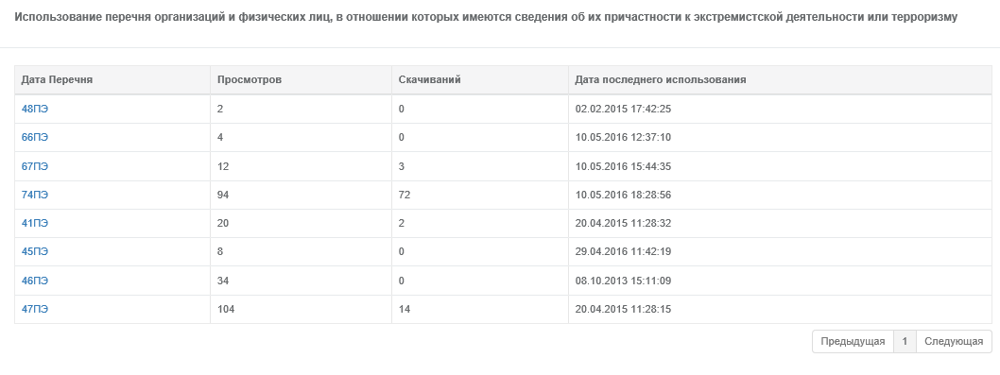 Использование перечня организаций и физических лиц, в отношении которых имеются сведения об их причастности к экстремистской деятельности или терроризму
Дата Перечня Просмотров Скачиваний Дата последнего использования
48ПЭ 2 0 02.02.2015 17:42:25
66ПЭ 4 0 10.05.2016 12:37:10
67ПЭ 12 3 10.05.2016 15:44:35
74ПЭ 94 72 10.05.2016 18:28:56
41ПЭ 20 2 20.04.2015 11:28:32
45ПЭ 8 0 29.04.2016 11:42:19
46ПЭ 34 0 08.10.2013 15:11:09
47ПЭ 104 14 20.04.2015 11:28:15
Предыдущая 1 Следующая